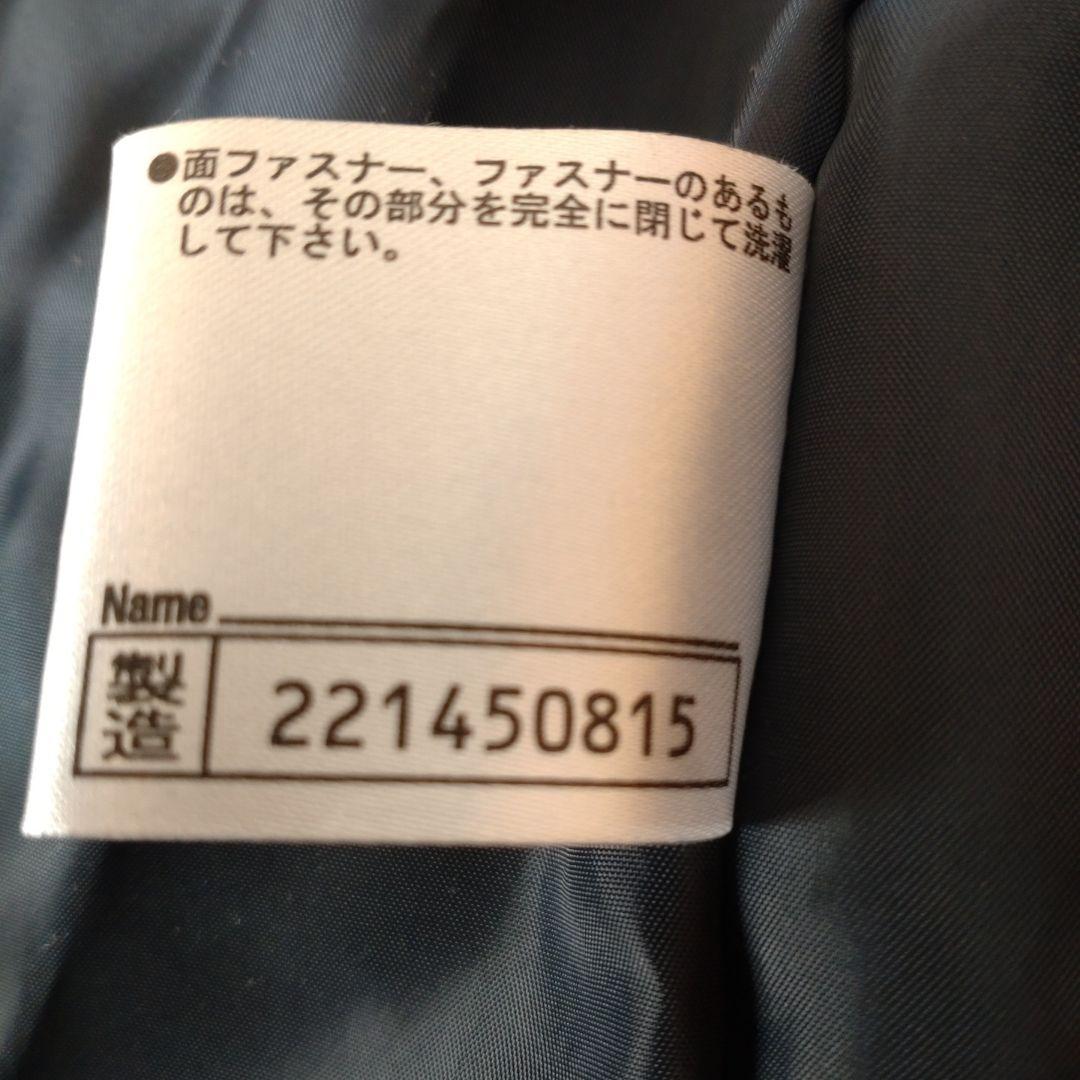 ●面ファスナー、ファスナーのあるも
のは、その部分を完全に閉じて洗濯
して下さい。
Name
製造 221450815